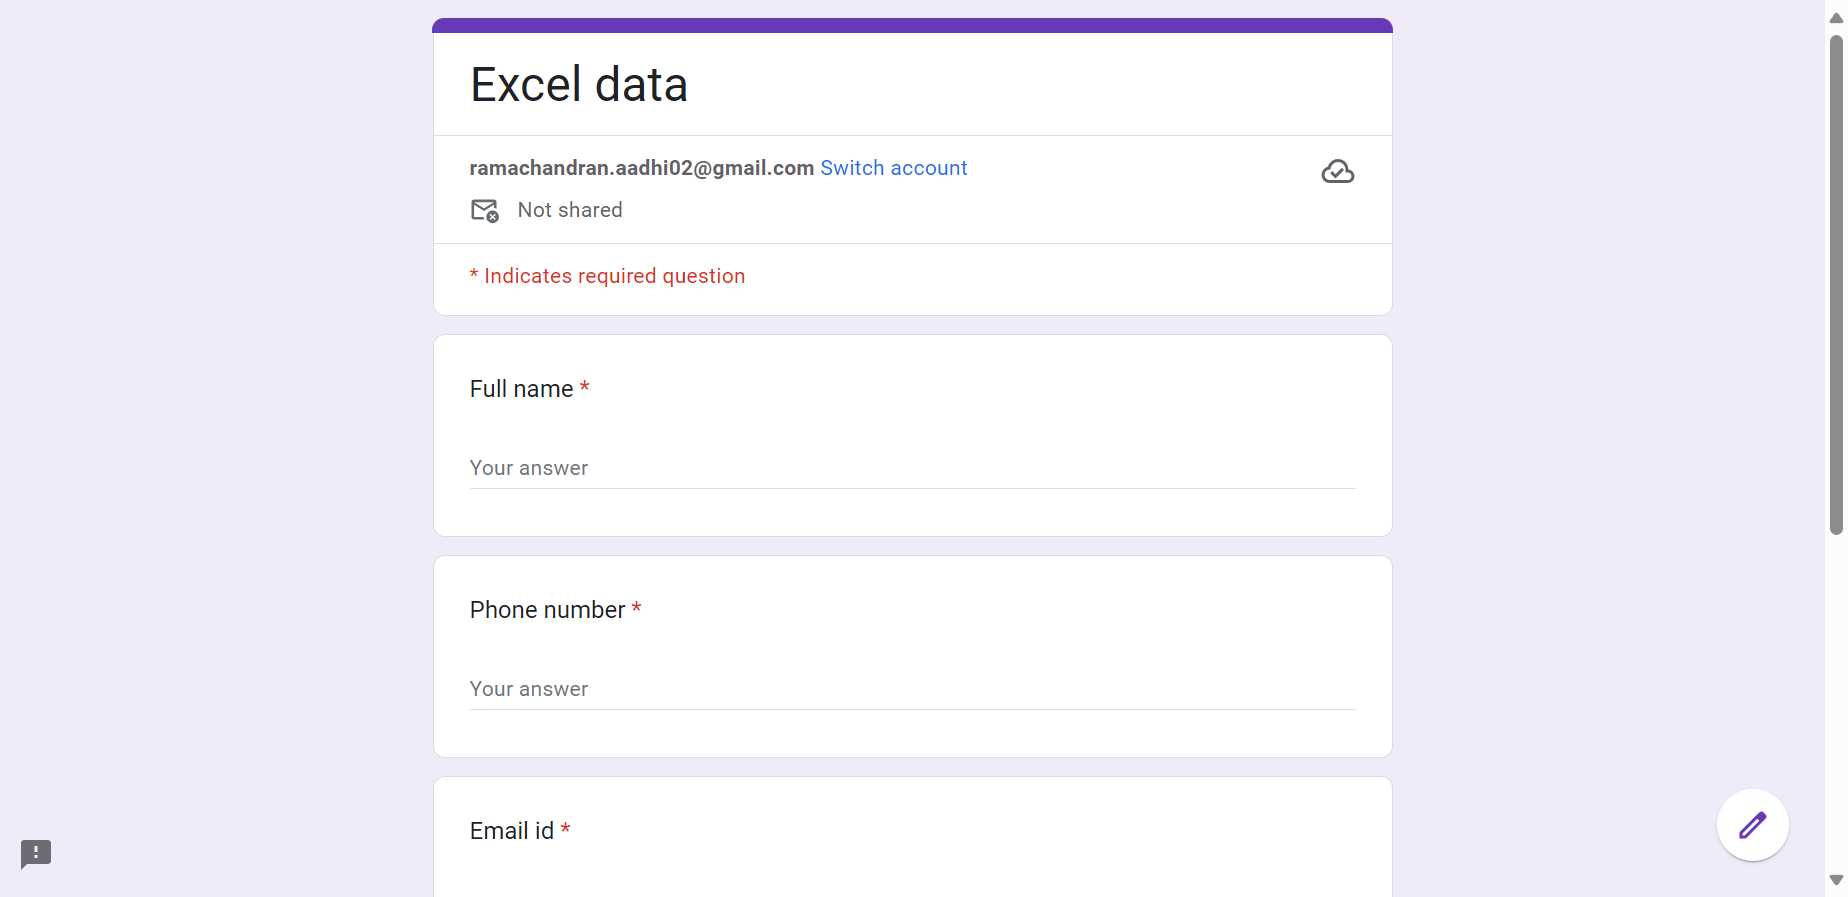 Excel data
ramachandran.aadhi02@gmail.com Switch account
Not shared
* Indicates required question
Full name *
Your answer
Phone number *
Your answer
Email id *